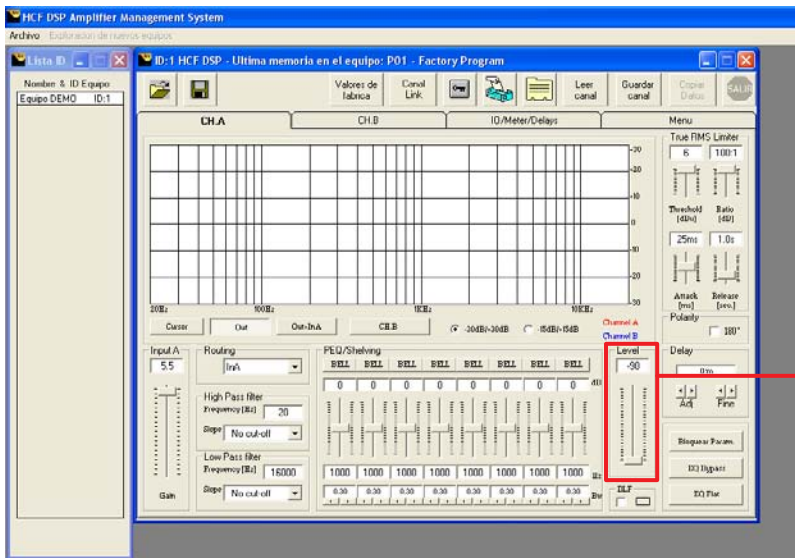 HCF DSP Amplifier Management System
Archivo Exploracion de nuevos equipos
Lista ID
Nombre & ID Equipo
Equipo DEMO ID:1
ID:1 HCF DSP - Ultima memoria en el equipo: P01 - Factory Program
Valores de fabrica
Canal Link
Leer canal
Guardar canal
Copiar Datos
SALIR
CH.A CH.B IO/Meter/Delays Menu
-30
-20
-10
0
-10
-20
-30
20Hz 100Hz 1KHz 10KHz
Cursor Out Out-InA CH.B -30dB/-30dB -15dB/-15dB
Channel A
Channel B
True RMS Limiter
6 100:1
Threshold [dBu]
Ratio [dB]
25ms 1.0s
Attack [ms]
Release [sec.]
Polarity
180°
Input A
5.5
Gain
Routing
InA
High Pass filter
Frequency[Hz] 20
Slope No cut-off
Low Pass filter
Frequency[Hz] 16000
Slope No cut-off
PEQ/Shelving
BELL BELL BELL BELL BELL BELL BELL
0 0 0 0 0 0 0 dB
1000 1000 1000 1000 1000 1000 1000 Hz
0.30 0.30 0.30 0.30 0.30 0.30 0.30 Bw
Level
-90
DLF
Delay
Adj Fine
Bloquear Param.
EQ Bypass
EQ Flat